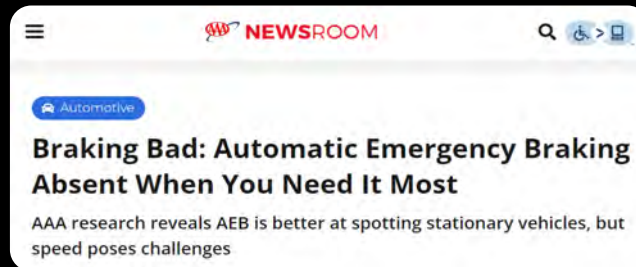 AAA NEWSROOM
Automotive
Braking Bad: Automatic Emergency Braking
Absent When You Need It Most
AAA research reveals AEB is better at spotting stationary vehicles, but
speed poses challenges